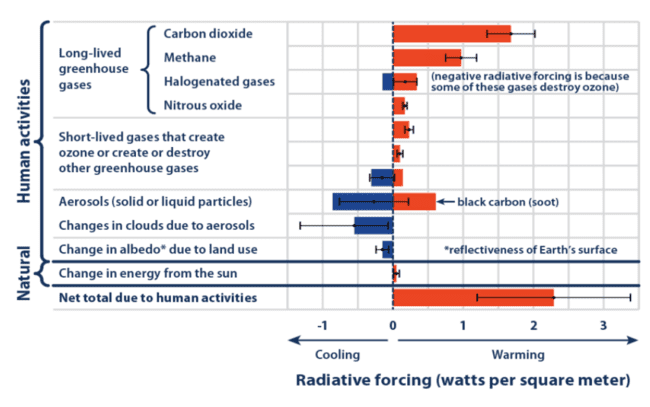 Human activities
Natural
Long-lived
greenhouse
gases
Carbon dioxide
Methane
Halogenated gases
(negative radiative forcing is because
some of these gases destroy ozone)
Nitrous oxide
Short-lived gases that create
ozone or create or destroy
other greenhouse gases
Aerosols (solid or liquid particles)
black carbon (soot)
Changes in clouds due to aerosols
Change in albedo* due to land use
*reflectiveness of Earth's surface
Change in energy from the sun
Net total due to human activities
-1 0 1 2 3
Cooling Warming
Radiative forcing (watts per square meter)